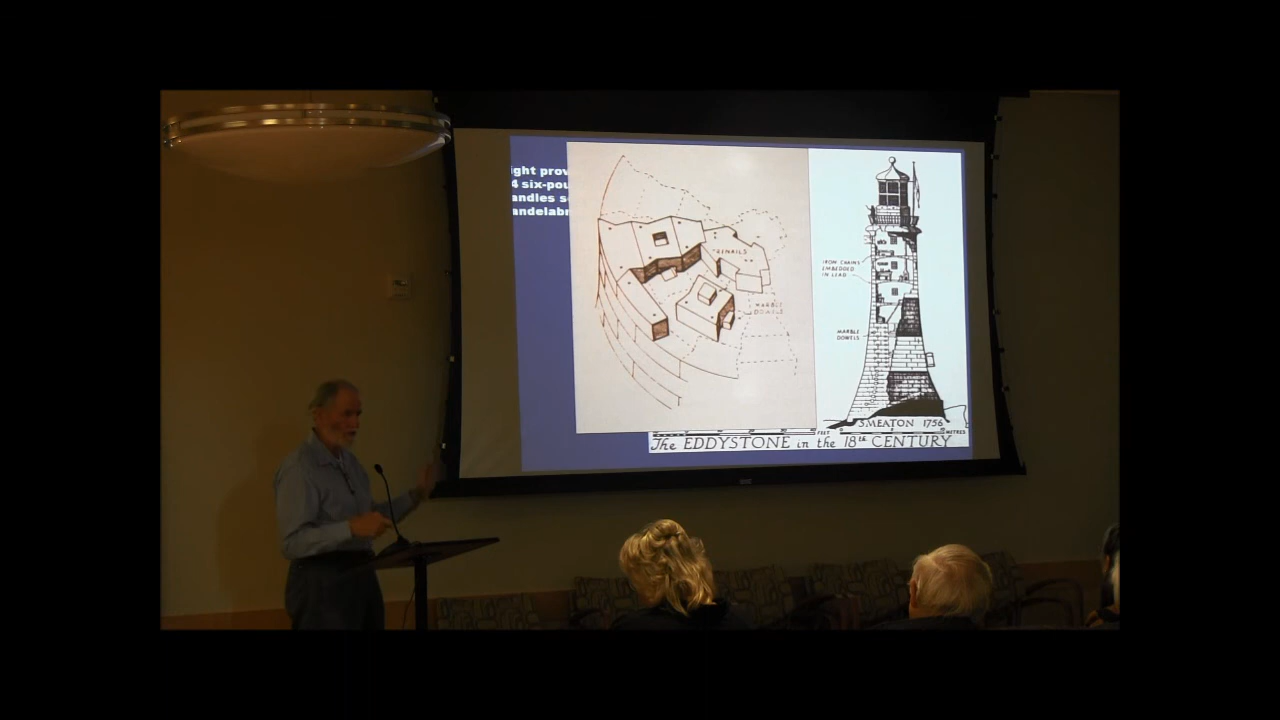 ight prov
4 six-pou
andles s
andelabr
TRENAILS
MARBLE
DOWELS
IRON CHAINS
EMBEDDED
IN LEAD
MARBLE
DOWELS
SMEATON 1756
FEET
METRES
The EDDYSTONE in the 18th CENTURY